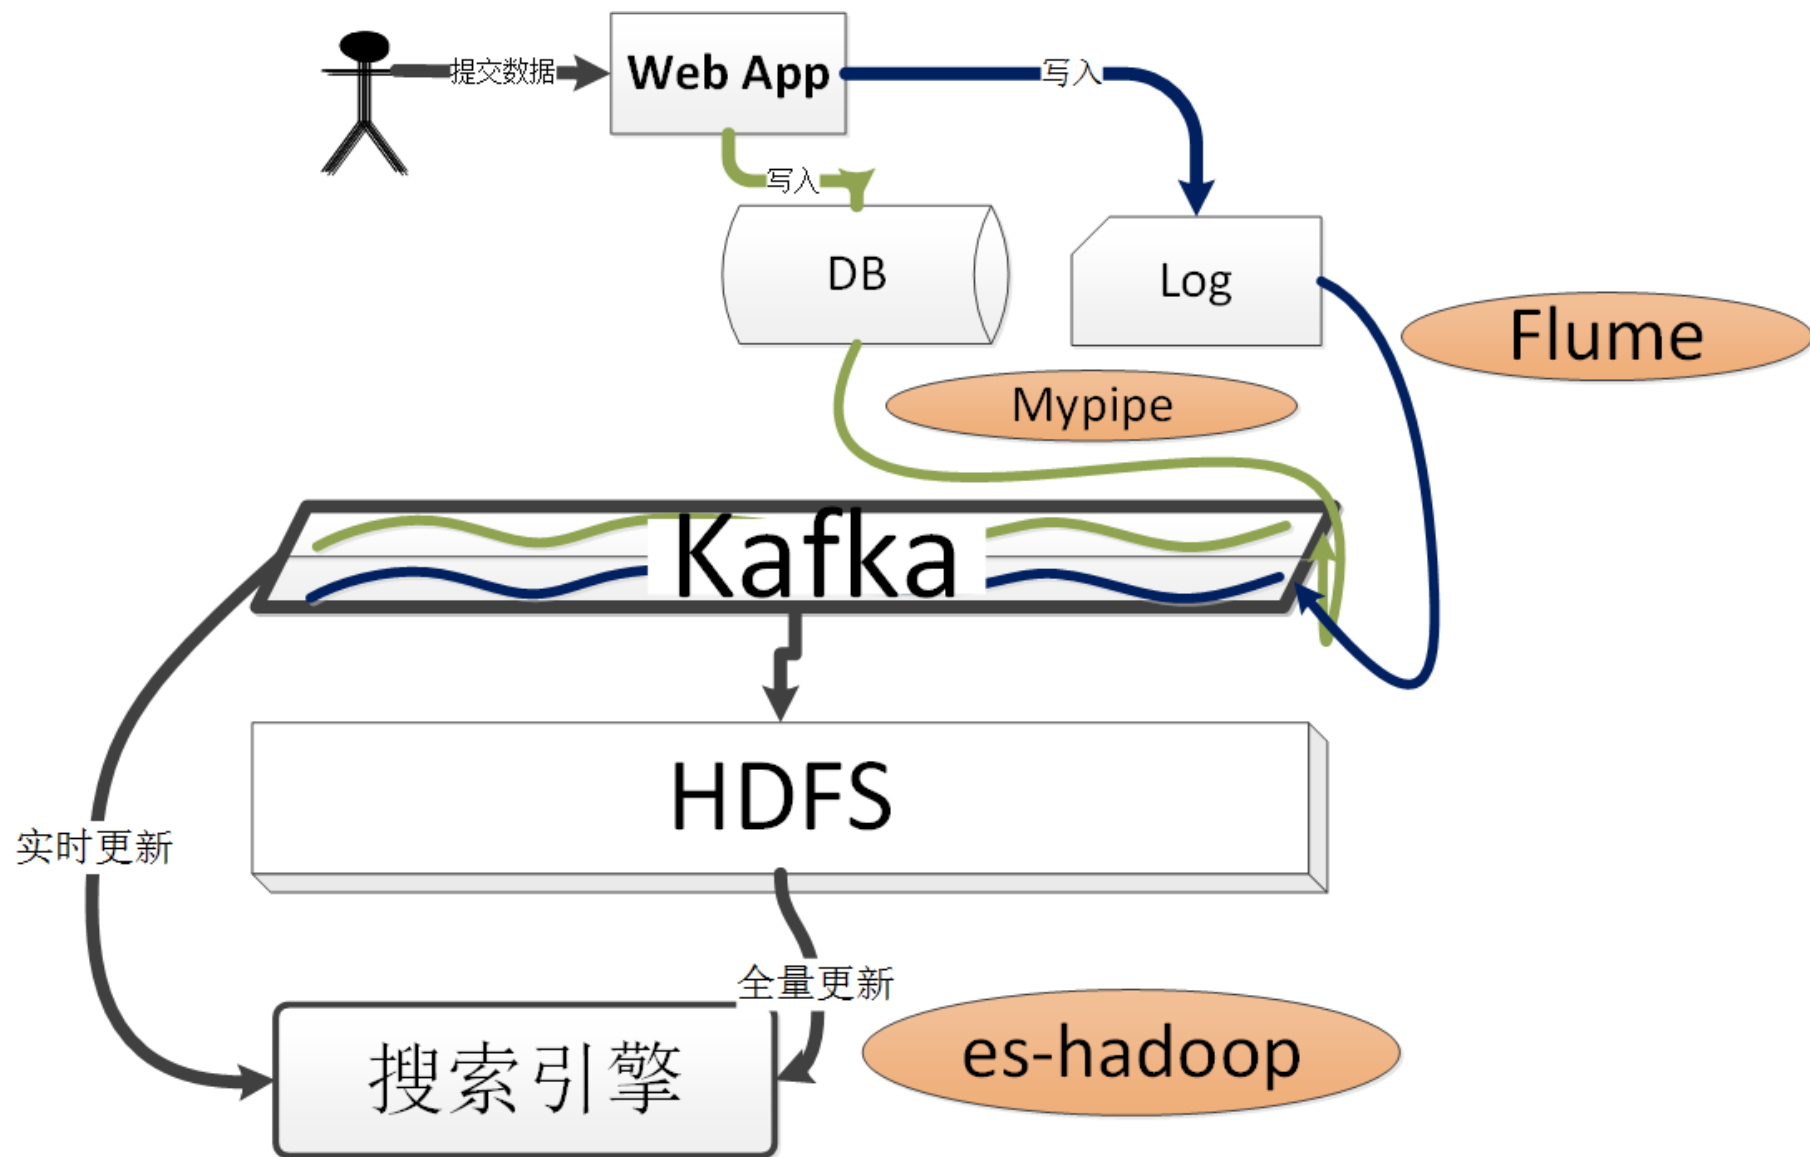 提交数据
Web App
写入
写入
DB
Log
Flume
Mypipe
Kafka
HDFS
实时更新
全量更新
搜索引擎
es-hadoop